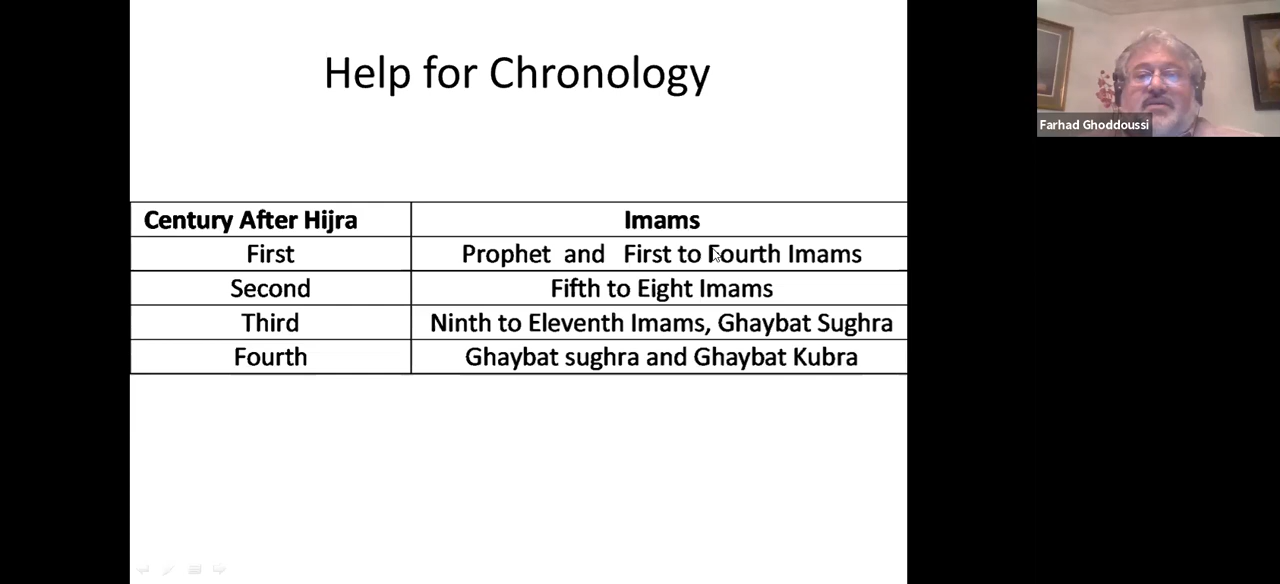 Help for Chronology
Farhad Ghoddoussi
Century After Hijra Imams
First Prophet and First to Fourth Imams
Second Fifth to Eight Imams
Third Ninth to Eleventh Imams, Ghaybat Sughra
Fourth Ghaybat sughra and Ghaybat Kubra